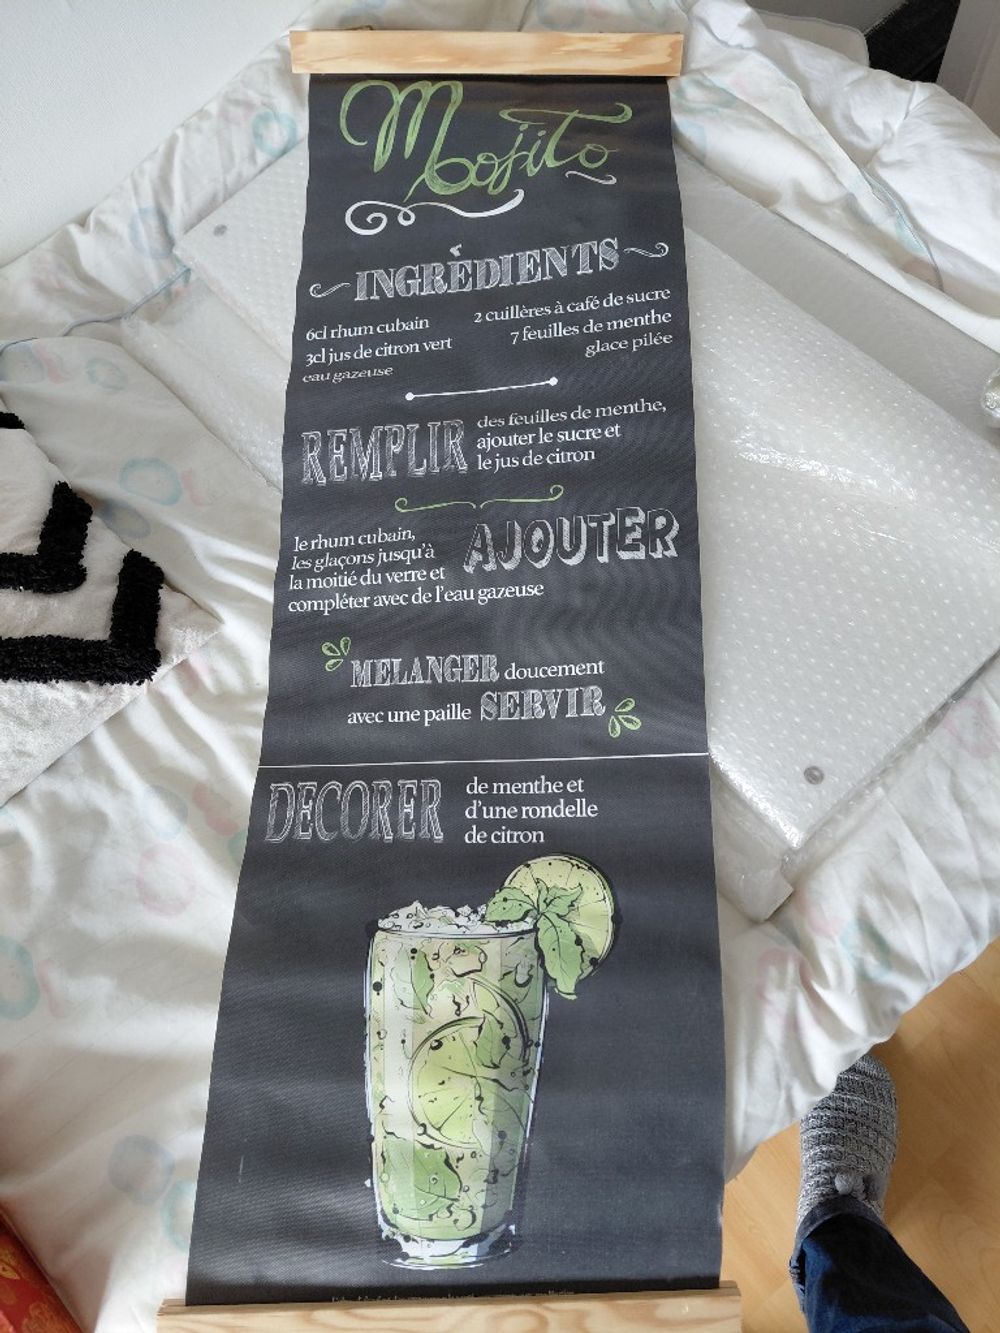 Mojito
INGRÉDIENTS
6cl rhum cubain
3cl jus de citron vert
eau gazeuse
2 cuillères à café de sucre
7 feuilles de menthe
glace pilée
REMPLIR
des feuilles de menthe,
ajouter le sucre et
le jus de citron
AJOUTER
le rhum cubain,
les glaçons jusqu'à
la moitié du verre et
compléter avec de l'eau gazeuse
MELANGER doucement
avec une paille SERVIR
DECORER
de menthe et
d'une rondelle
de citron